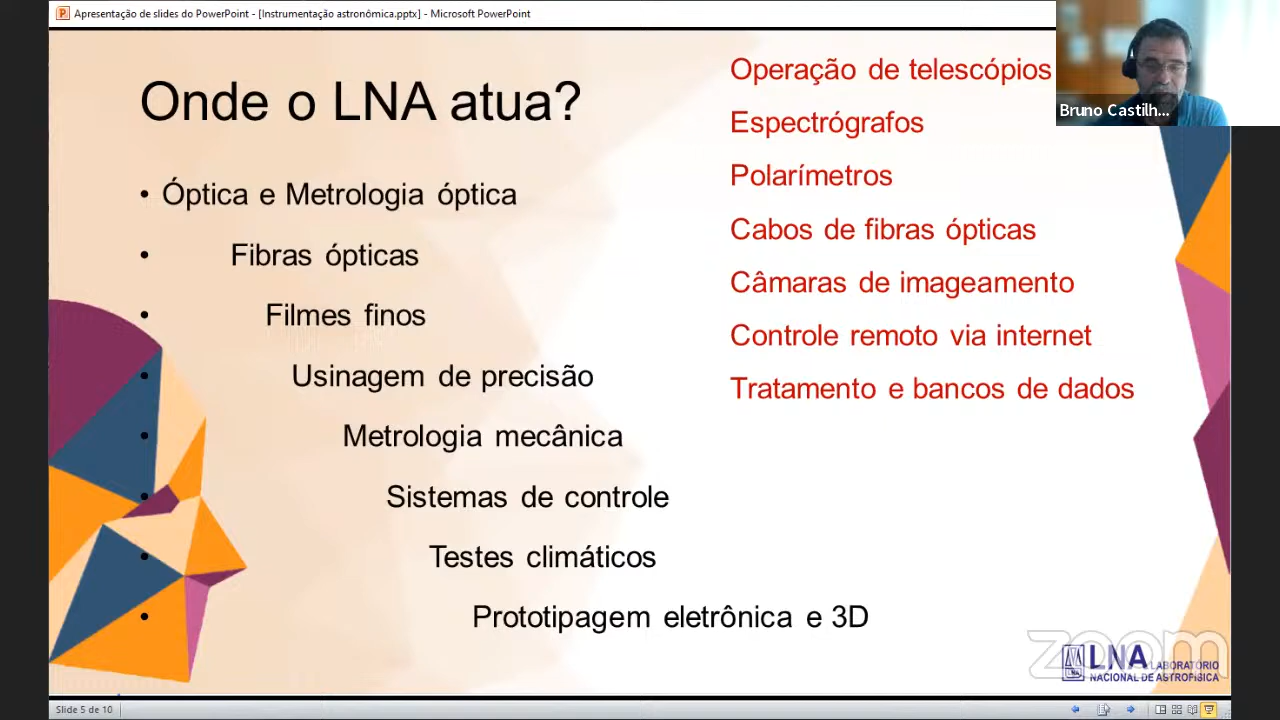 Apresentação de slides do PowerPoint - [Instrumentação astronômica.pptx] - Microsoft PowerPoint
Onde o LNA atua?
• Óptica e Metrologia óptica
• Fibras ópticas
• Filmes finos
• Usinagem de precisão
• Metrologia mecânica
• Sistemas de controle
• Testes climáticos
• Prototipagem eletrônica e 3D
Operação de telescópios
Espectrógrafos
Polarímetros
Cabos de fibras ópticas
Câmaras de imageamento
Controle remoto via internet
Tratamento e bancos de dados
Bruno Castilh...
zoom
LNA LABORATÓRIO
NACIONAL DE ASTROFÍSICA
Slide 5 de 10